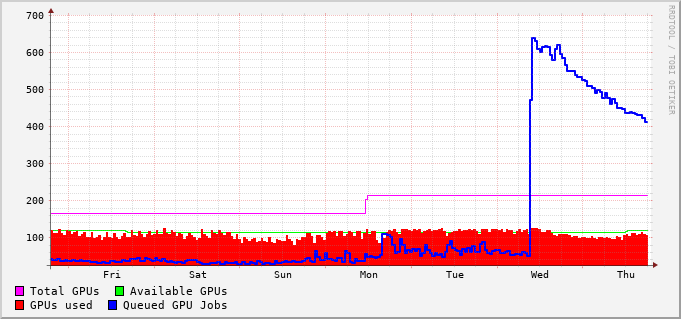 700
600
500
400
300
200
100
Fri Sat Sun Mon Tue Wed Thu
Total GPUs Available GPUs
GPUs used Queued GPU Jobs
RRDTOOL / TOBI OETIKER